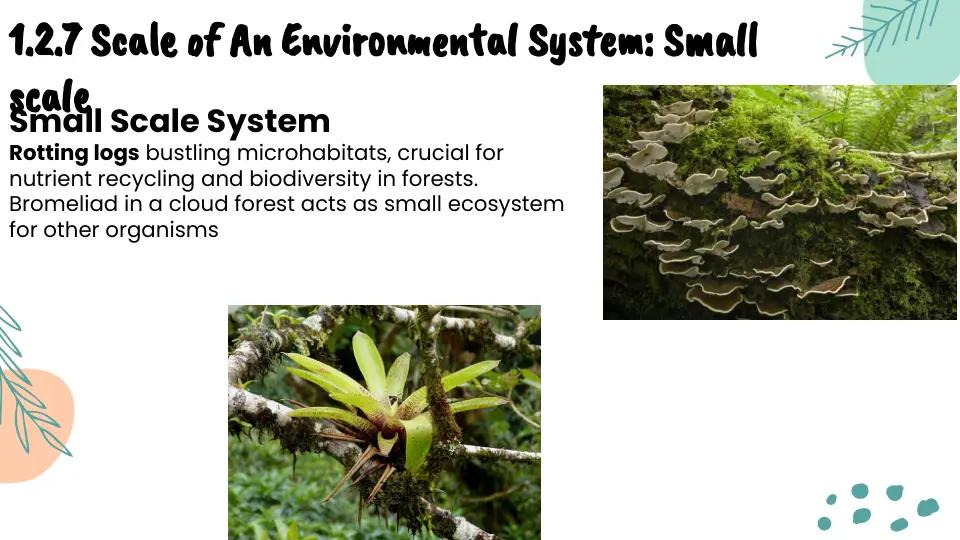 1.2.7 Scale of An Environmental System: Small
scale
Small Scale System
Rotting logs bustling microhabitats, crucial for
nutrient recycling and biodiversity in forests.
Bromeliad in a cloud forest acts as small ecosystem
for other organisms